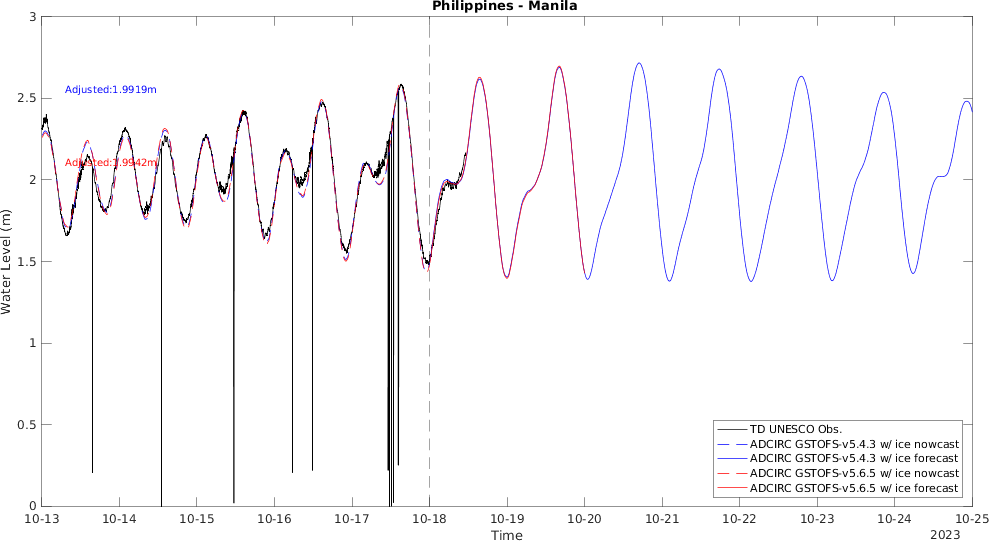 Philippines - Manila
3
2.5
2
1.5
1
0.5
0
Water Level (m)
Adjusted:1.9919m
Adjusted:1.9942m
TD UNESCO Obs.
ADCIRC GSTOFS-v5.4.3 w/ ice nowcast
ADCIRC GSTOFS-v5.4.3 w/ ice forecast
ADCIRC GSTOFS-v5.6.5 w/ ice nowcast
ADCIRC GSTOFS-v5.6.5 w/ ice forecast
10-13 10-14 10-15 10-16 10-17 10-18 10-19 10-20 10-21 10-22 10-23 10-24 10-25
Time
2023